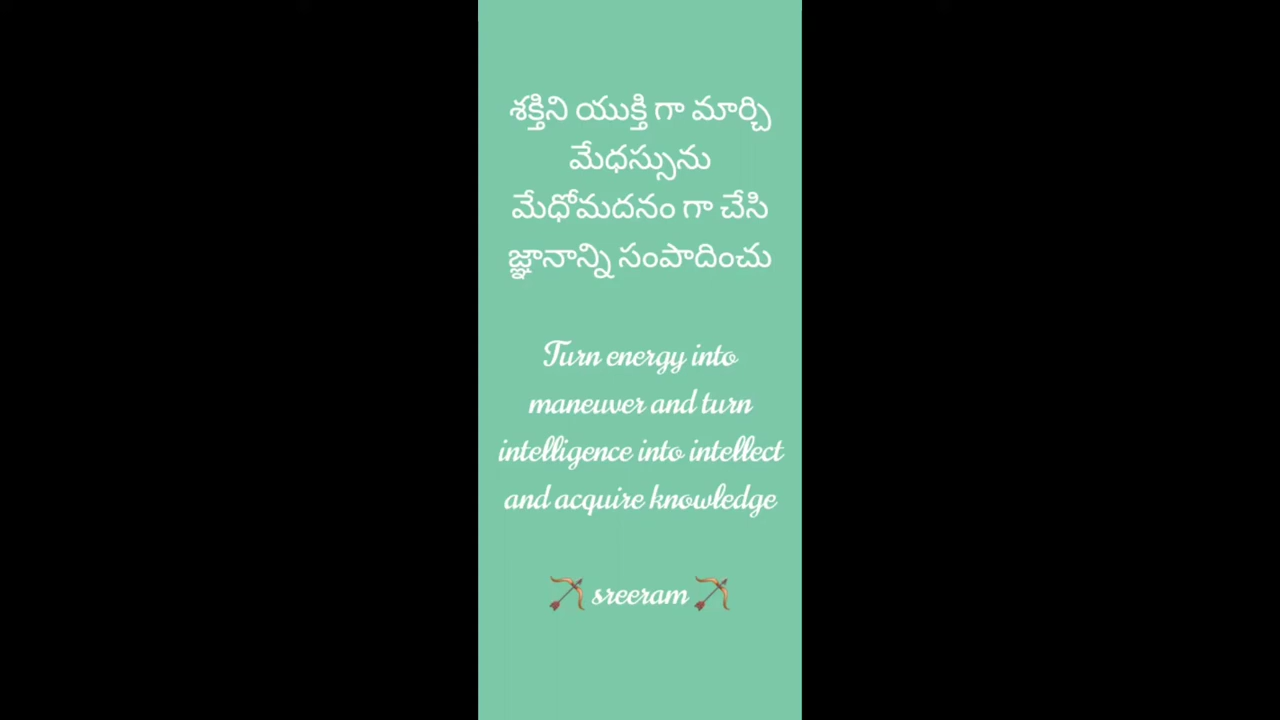 శక్తిని యుక్తి గా మార్చి
మేధస్సును
మేధోమదనం గా చేసి
జ్ఞానాన్ని సంపాదించు
Turn energy into
maneuver and turn
intelligence into intellect
and acquire knowledge
🏹 sreeram 🏹